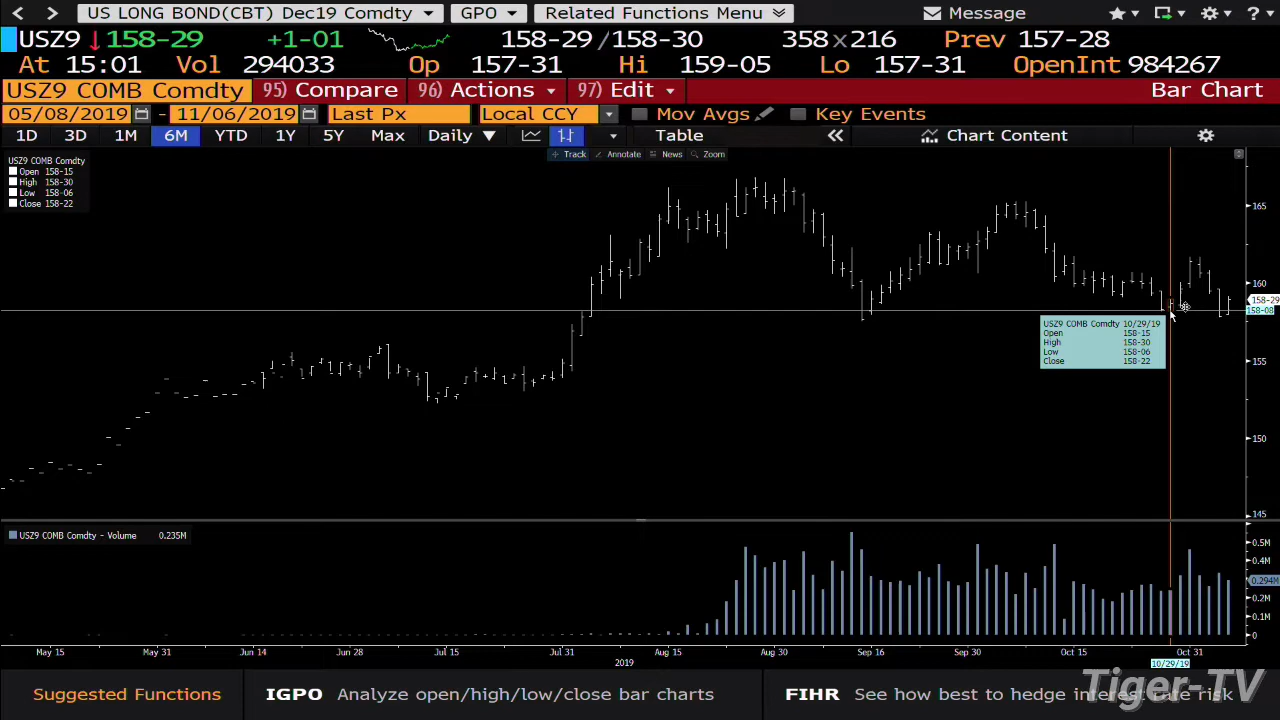 US LONG BOND(CBT) Dec19 Comdty GPO Related Functions Menu Message ?
USZ9 158-29 +1-01 158-29/158-30 358x216 Prev 157-28
At 15:01 Vol 294033 Op 157-31 Hi 159-05 Lo 157-31 OpenInt 984267
USZ9 COMB Comdty 95) Compare 96) Actions 97) Edit Bar Chart
05/08/2019 - 11/06/2019 Last Px Local CCY Mov Avgs Key Events
1D 3D 1M 6M YTD 1Y 5Y Max Daily Table Chart Content
Track Annotate News Zoom
USZ9 COMB Comdty
Open 158-15
High 158-30
Low 158-06
Close 158-22
165
160
158-29
158-08
USZ9 COMB Comdty 10/29/19
Open 158-15
High 158-30
Low 158-06
Close 158-22
155
150
145
USZ9 COMB Comdty - Volume 0.235M
0.5M
0.4M
0.294M
0.2M
0.1M
0
May 15 May 31 Jun 14 Jun 28 Jul 15 Jul 31 Aug 15 Aug 30 Sep 16 Sep 30 Oct 15 Oct 31
2019 10/29/19
Suggested Functions IGPO Analyze open/high/low/close bar charts FIHR See how best to hedge interest rate risk
Tiger-TV